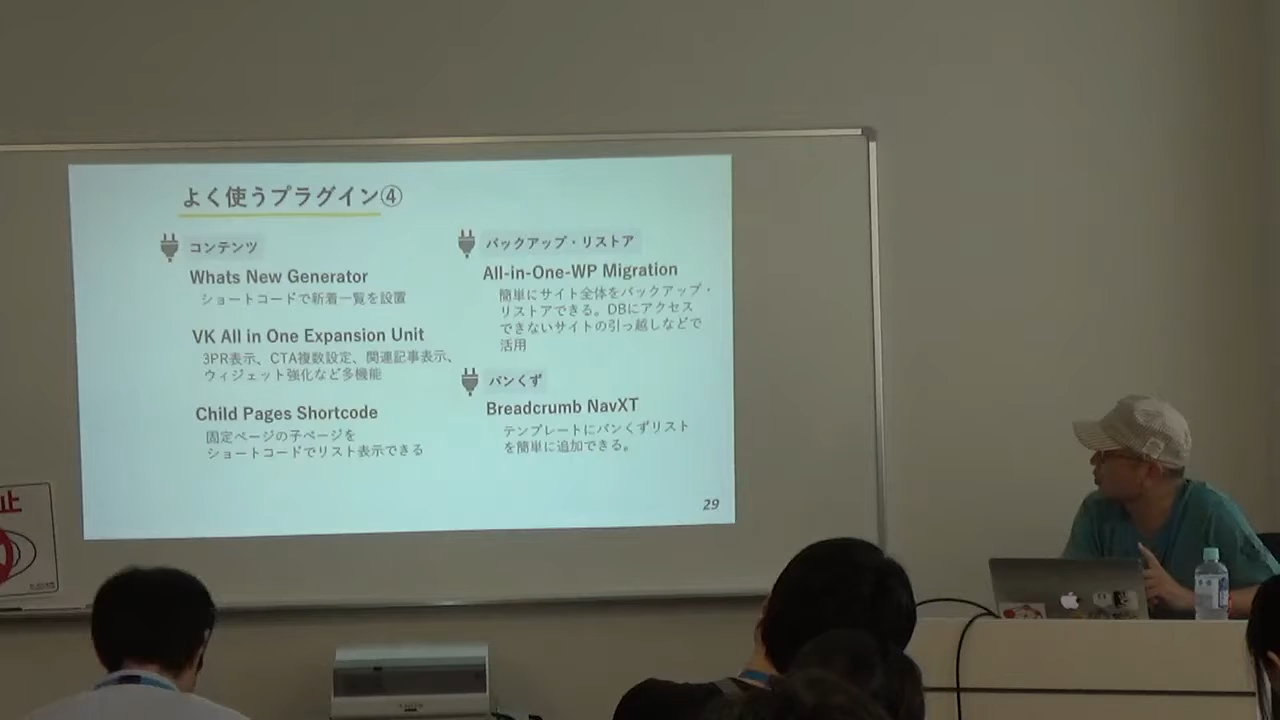 よく使うプラグイン④
コンテンツ
Whats New Generator
ショートコードで新着一覧を設置
VK All in One Expansion Unit
3PR表示、CTA複数設定、関連記事表示、
ウィジェット強化など多機能
Child Pages Shortcode
固定ページの子ページを
ショートコードでリスト表示できる
バックアップ・リストア
All-in-One-WP Migration
簡単にサイト全体をバックアップ・
リストアできる。DBにアクセス
できないサイトの引っ越しなどで
活用
パンくず
Breadcrumb NavXT
テンプレートにパンくずリスト
を簡単に追加できる。
29
止